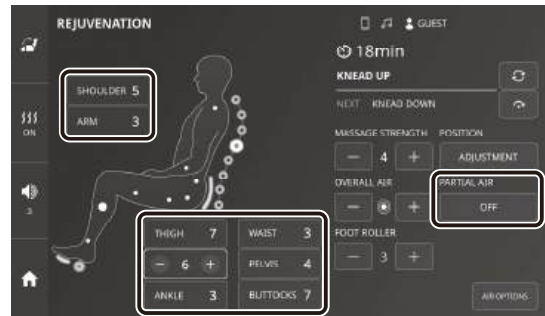 REJUVENATION
GUEST
18min
KNEAD UP
NEXT KNEAD DOWN
SHOULDER 5
ARM 3
ON
3
MASSAGE STRENGTH POSITION
− 4 + ADJUSTMENT
OVERALL AIR PARTIAL AIR
− + OFF
FOOT ROLLER
− 3 +
THIGH 7 WAIST 3
− 6 + PELVIS 4
ANKLE 3 BUTTOCKS 7
AIR OPTIONS